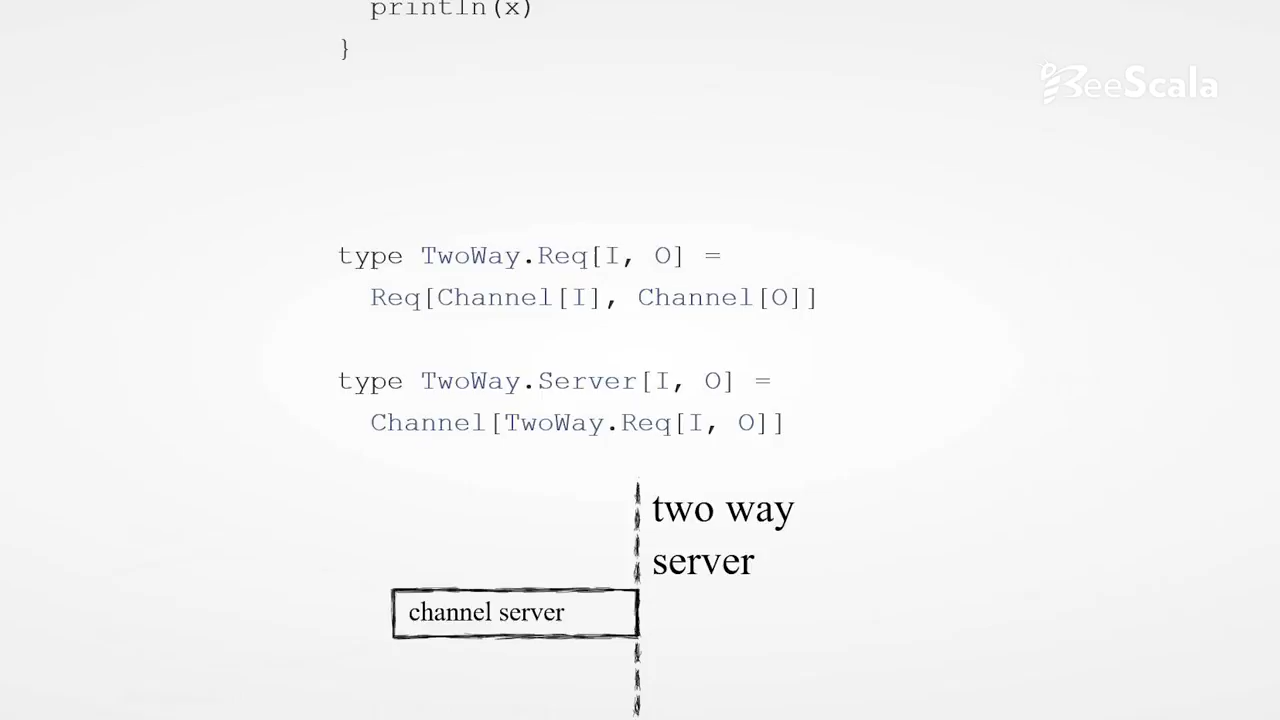 println(x)
}
BeeScala
type TwoWay.Req[I, O] =
Req[Channel[I], Channel[O]]
type TwoWay.Server[I, O] =
Channel[TwoWay.Req[I, O]]
two way
server
channel server